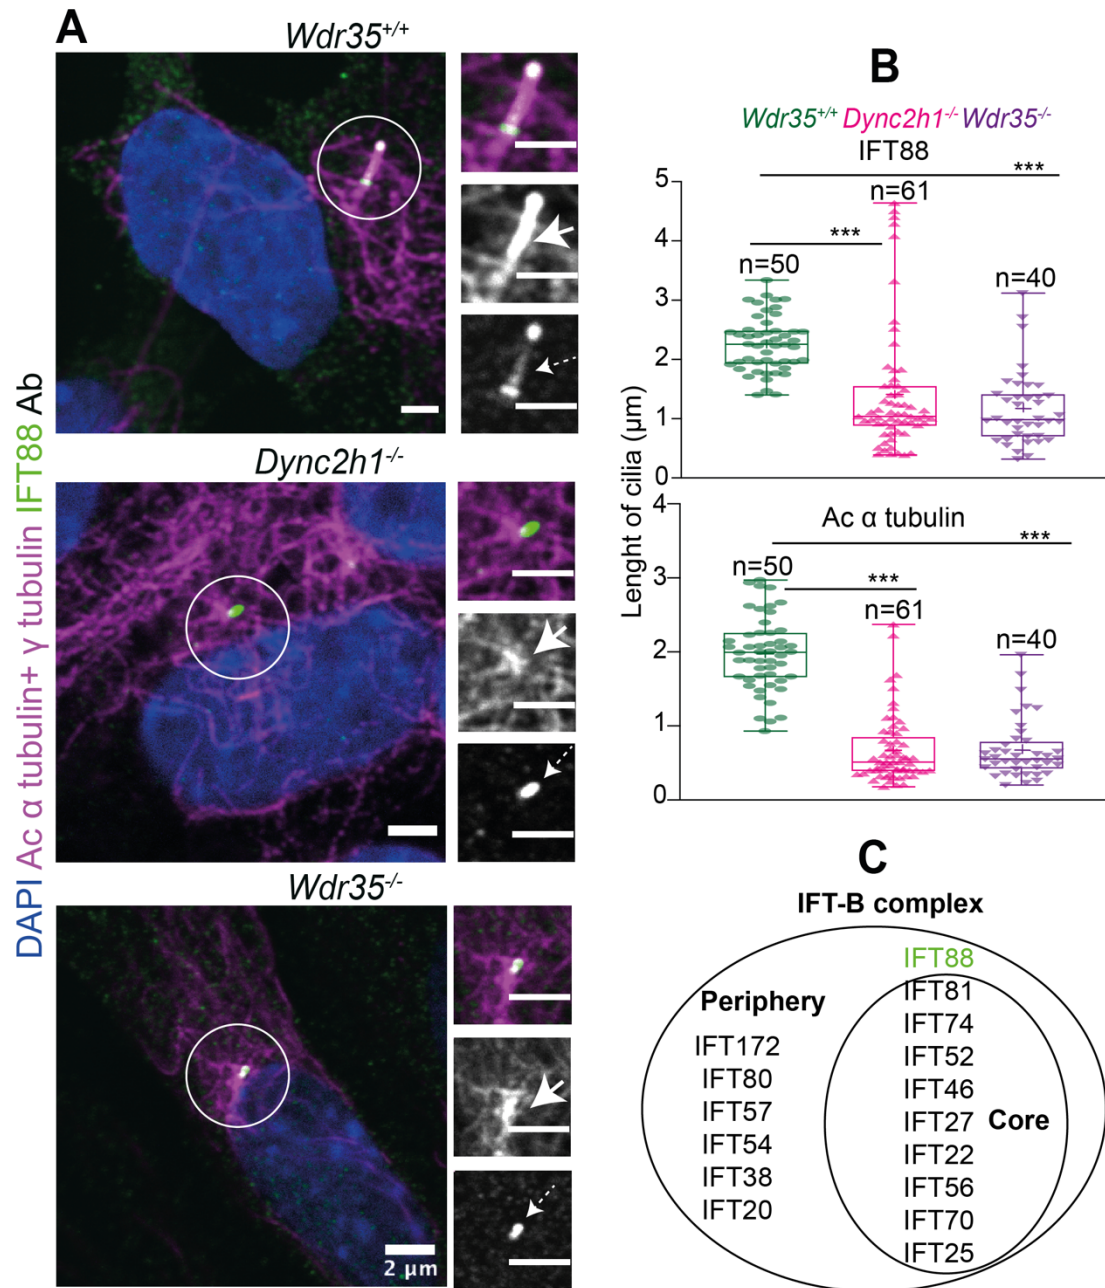 A
Wdr35+/+
Dync2h1-/-
Wdr35-/-
DAPI Ac α tubulin+ γ tubulin IFT88 Ab
2 µm
B
Wdr35+/+ Dync2h1-/- Wdr35-/-
IFT88
***
n=61
***
n=50
n=40
5
4
3
2
1
0
Lenght of cilia (µm)
Ac α tubulin
***
n=50
***
n=61
n=40
4
3
2
1
0
C
IFT-B complex
IFT88
Periphery
IFT81
IFT74
IFT172
IFT52
IFT80
IFT46
IFT57
IFT27
Core
IFT54
IFT22
IFT38
IFT56
IFT20
IFT70
IFT25